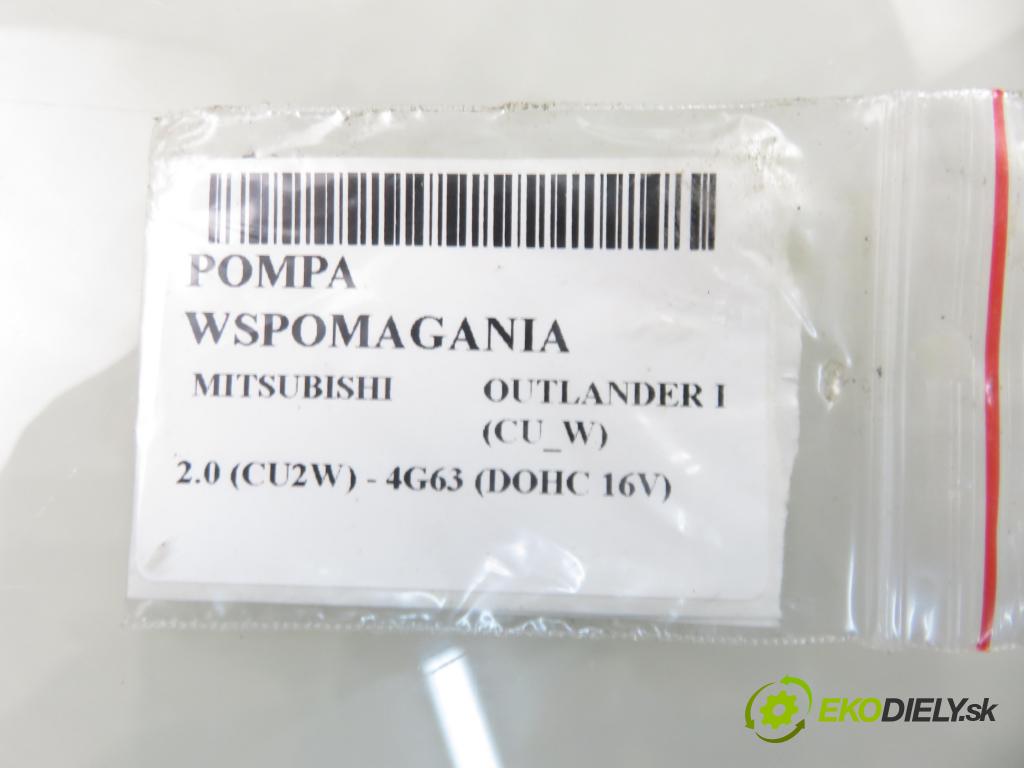 POMPA
WSPOMAGANIA
MITSUBISHI OUTLANDER I
(CU_W)
2.0 (CU2W) - 4G63 (DOHC 16V)
EKODIELY.sk